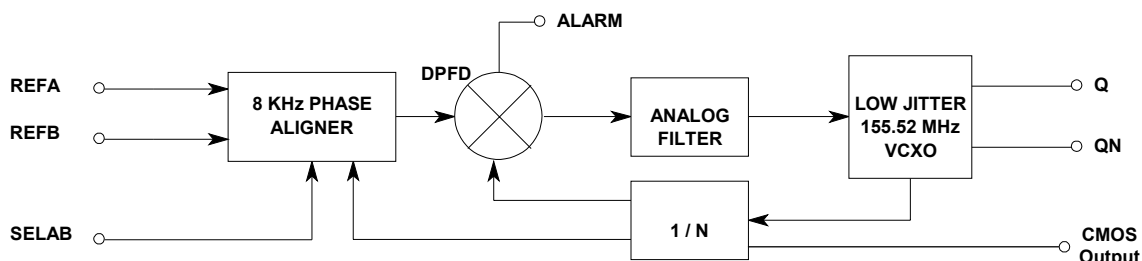 ALARM
DPFD
REFA
REFB
8 KHz PHASE
ALIGNER
ANALOG
FILTER
LOW JITTER
155.52 MHz
VCXO
Q
QN
SELAB
1 / N
CMOS
Output